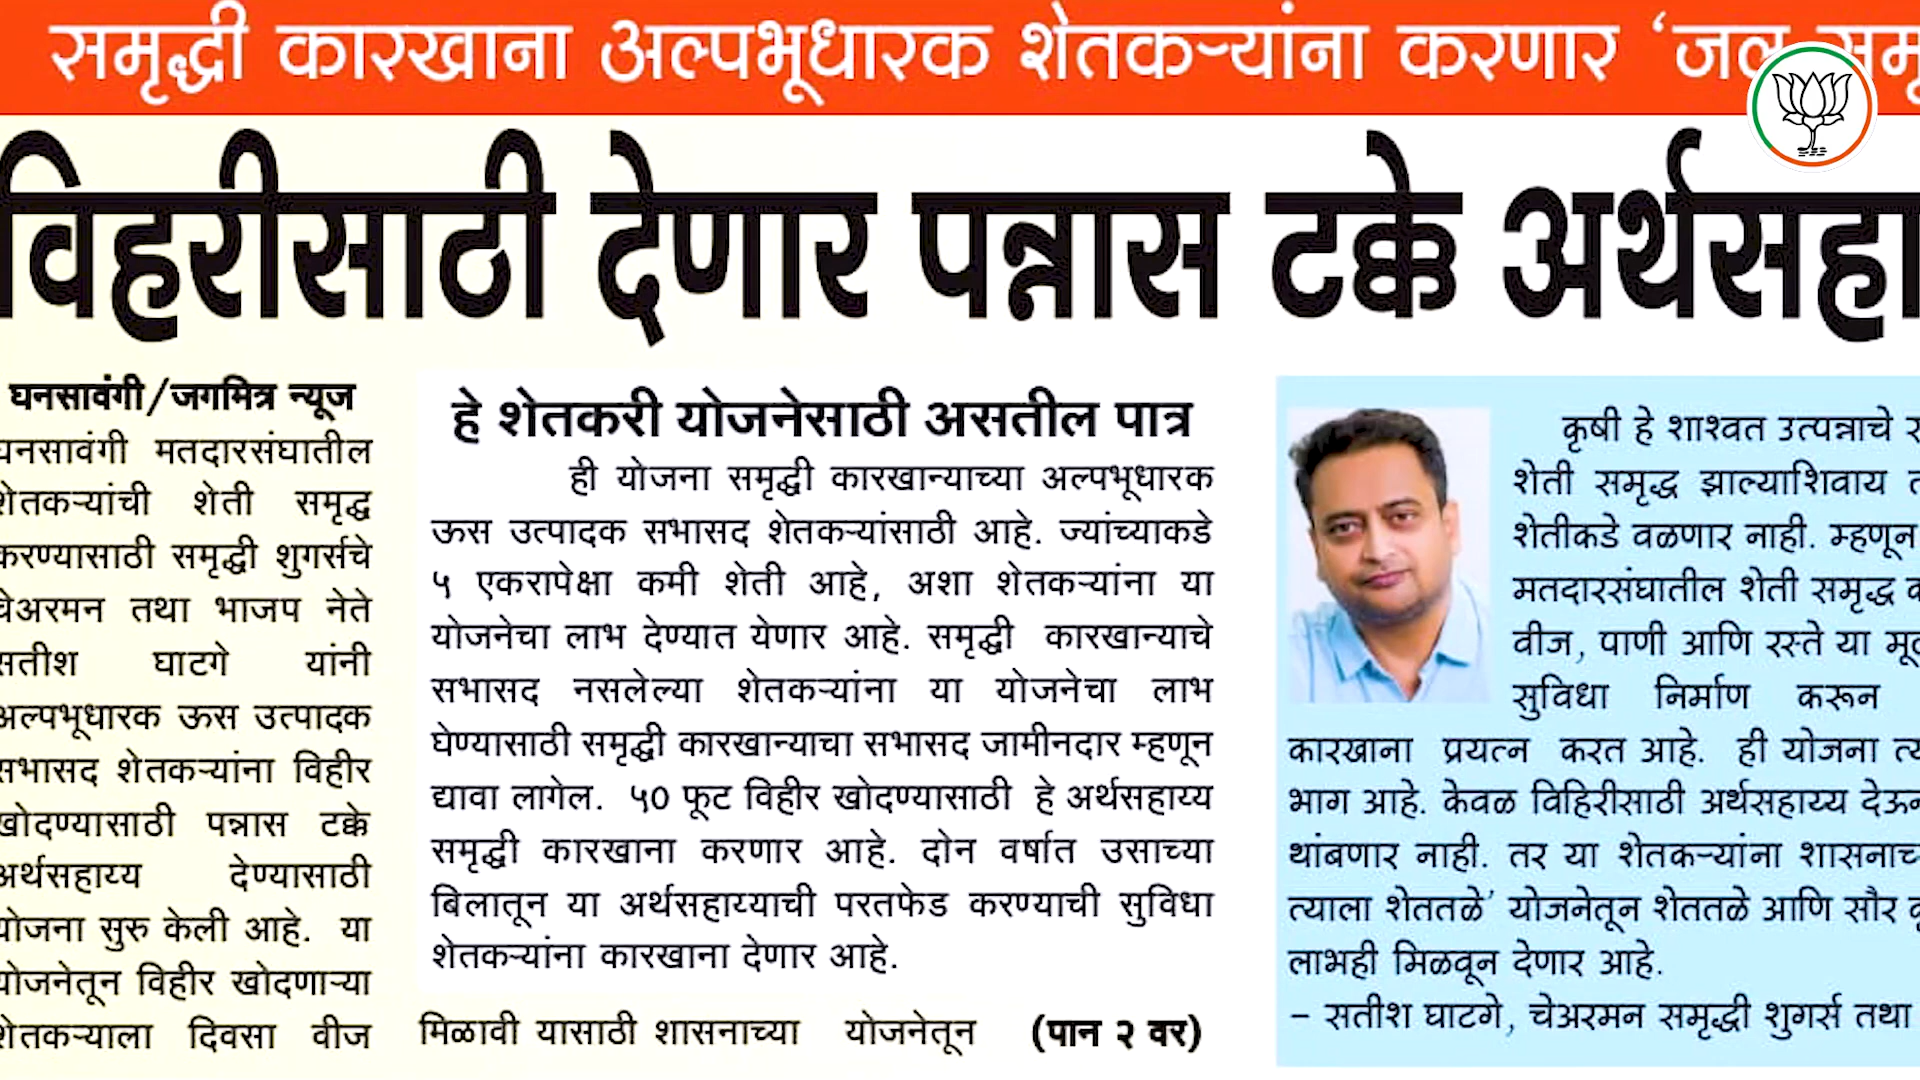 समृद्धी कारखाना अल्पभूधारक शेतकऱ्यांना करणार ‘जल समृ
विहिरीसाठी देणार पन्नास टक्के अर्थसहा
घनसावंगी/जगमित्र न्यूज
घनसावंगी मतदारसंघातील
शेतकऱ्यांची शेती समृद्ध
करण्यासाठी समृद्धी शुगर्सचे
चेअरमन तथा भाजप नेते
सतीश घाटगे यांनी
अल्पभूधारक ऊस उत्पादक
सभासद शेतकऱ्यांना विहीर
खोदण्यासाठी पन्नास टक्के
अर्थसहाय्य देण्यासाठी
योजना सुरु केली आहे. या
योजनेतून विहीर खोदणाऱ्या
शेतकऱ्याला दिवसा वीज
हे शेतकरी योजनेसाठी असतील पात्र
ही योजना समृद्धी कारखान्याच्या अल्पभूधारक
ऊस उत्पादक सभासद शेतकऱ्यांसाठी आहे. ज्यांच्याकडे
५ एकरापेक्षा कमी शेती आहे, अशा शेतकऱ्यांना या
योजनेचा लाभ देण्यात येणार आहे. समृद्धी कारखान्याचे
सभासद नसलेल्या शेतकऱ्यांना या योजनेचा लाभ
घेण्यासाठी समृद्धी कारखान्याचा सभासद जामीनदार म्हणून
द्यावा लागेल. ५० फूट विहीर खोदण्यासाठी हे अर्थसहाय्य
समृद्धी कारखाना करणार आहे. दोन वर्षात उसाच्या
बिलातून या अर्थसहाय्याची परतफेड करण्याची सुविधा
शेतकऱ्यांना कारखाना देणार आहे.
मिळावी यासाठी शासनाच्या योजनेतून (पान २ वर)
कृषी हे शाश्वत उत्पन्नाचे
शेती समृद्ध झाल्याशिवाय
शेतीकडे वळणार नाही. म्हणून
मतदारसंघातील शेती समृद्ध
वीज, पाणी आणि रस्ते या
सुविधा निर्माण करून
कारखाना प्रयत्न करत आहे. ही योजना
भाग आहे. केवळ विहिरीसाठी अर्थसहाय्य
थांबणार नाही. तर या शेतकऱ्यांना
त्याला शेततळे’ योजनेतून शेततळे आणि सौर
लाभही मिळवून देणार आहे.
- सतीश घाटगे, चेअरमन समृद्धी शुगर्स तथा